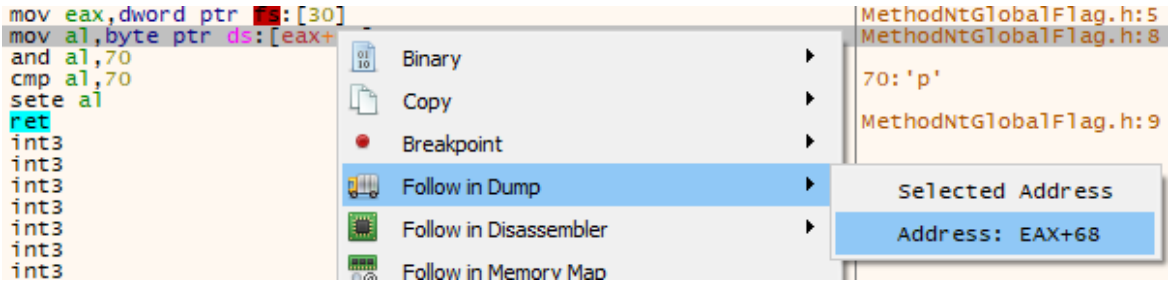 mov eax,dword ptr fs:[30] MethodNtGlobalFlag.h:5
mov al,byte ptr ds:[eax+ MethodNtGlobalFlag.h:8
and al,70
cmp al,70 70:'p'
sete al
ret MethodNtGlobalFlag.h:9
int3
int3
int3
int3
int3
int3
int3
Binary
Copy
Breakpoint
Follow in Dump
Follow in Disassembler
Follow in Memory Map
Selected Address
Address: EAX+68